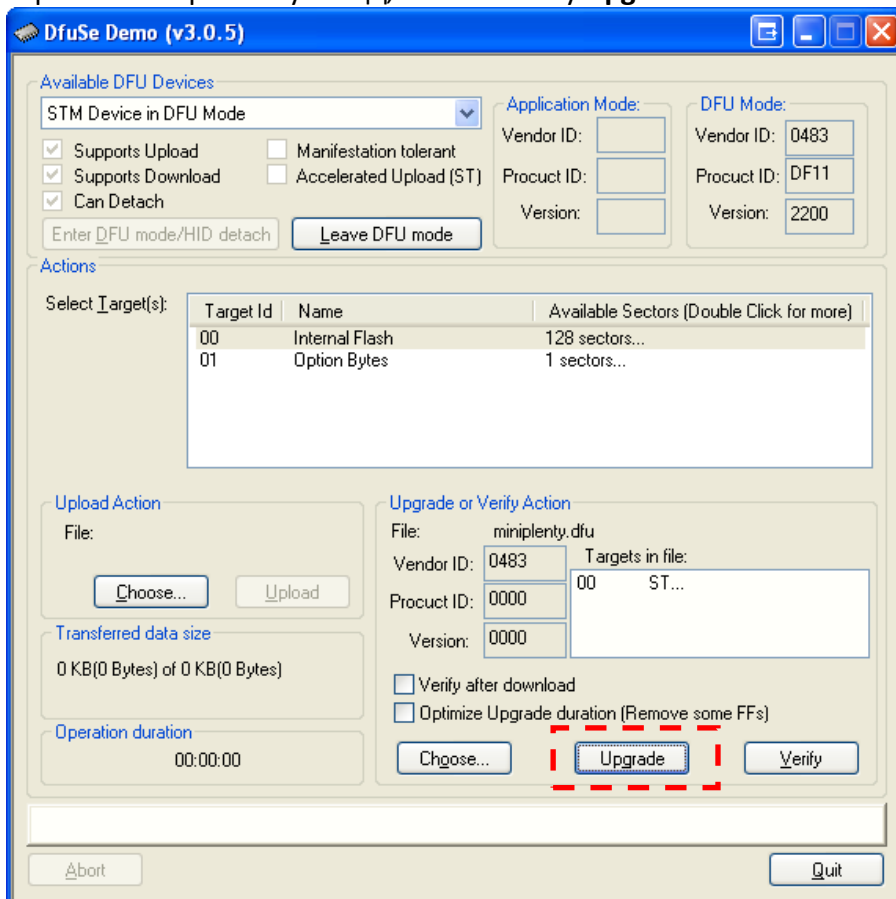 DfuSe Demo (v3.0.5)
Available DFU Devices
STM Device in DFU Mode
Supports Upload
Manifestation tolerant
Supports Download
Accelerated Upload (ST)
Can Detach
Enter DFU mode/HID detach
Leave DFU mode
Application Mode:
Vendor ID:
Procuct ID:
Version:
DFU Mode:
Vendor ID: 0483
Procuct ID: DF11
Version: 2200
Actions
Select Target(s):
Target Id Name Available Sectors (Double Click for more)
00 Internal Flash 128 sectors...
01 Option Bytes 1 sectors...
Upload Action
File:
Choose...
Upload
Transferred data size
0 KB(0 Bytes) of 0 KB(0 Bytes)
Operation duration
00:00:00
Upgrade or Verify Action
File: miniplenty.dfu
Vendor ID: 0483
Procuct ID: 0000
Version: 0000
Targets in file:
00 ST...
Verify after download
Optimize Upgrade duration (Remove some FFs)
Choose...
Upgrade
Verify
Abort
Quit